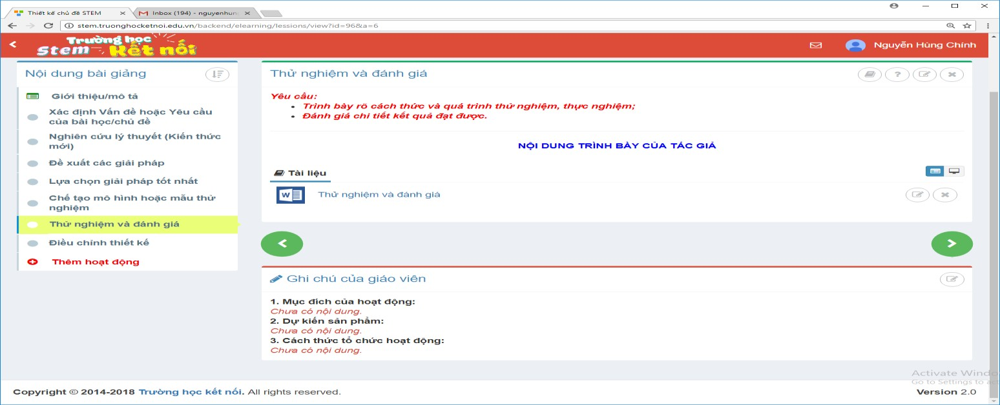 Thiết kế chủ đề STEM
Inbox (194) - nguyenhun
stem.truonghocketnoi.edu.vn/backend/elearning/lessions/view?id=96&a=6
Trường học
stem Kết nối
Nguyễn Hùng Chính
Nội dung bài giảng
Giới thiệu/mô tả
Xác định Vấn đề hoặc Yêu cầu
của bài học/chủ đề
Nghiên cứu lý thuyết (Kiến thức
mới)
Đề xuất các giải pháp
Lựa chọn giải pháp tốt nhất
Chế tạo mô hình hoặc mẫu thử
nghiệm
Thử nghiệm và đánh giá
Điều chỉnh thiết kế
Thêm hoạt động
Thử nghiệm và đánh giá
?
Yêu cầu:
• Trình bày rõ cách thức và quá trình thử nghiệm, thực nghiệm;
• Đánh giá chi tiết kết quả đạt được.
NỘI DUNG TRÌNH BÀY CỦA TÁC GIẢ
Tài liệu
W Thử nghiệm và đánh giá
Ghi chú của giáo viên
1. Mục đích của hoạt động:
Chưa có nội dung.
2. Dự kiến sản phẩm:
Chưa có nội dung.
3. Cách thức tổ chức hoạt động:
Chưa có nội dung.
Activate Windo
Go to Settings to act
Copyright © 2014-2018 Trường học kết nối. All rights reserved.
Version 2.0